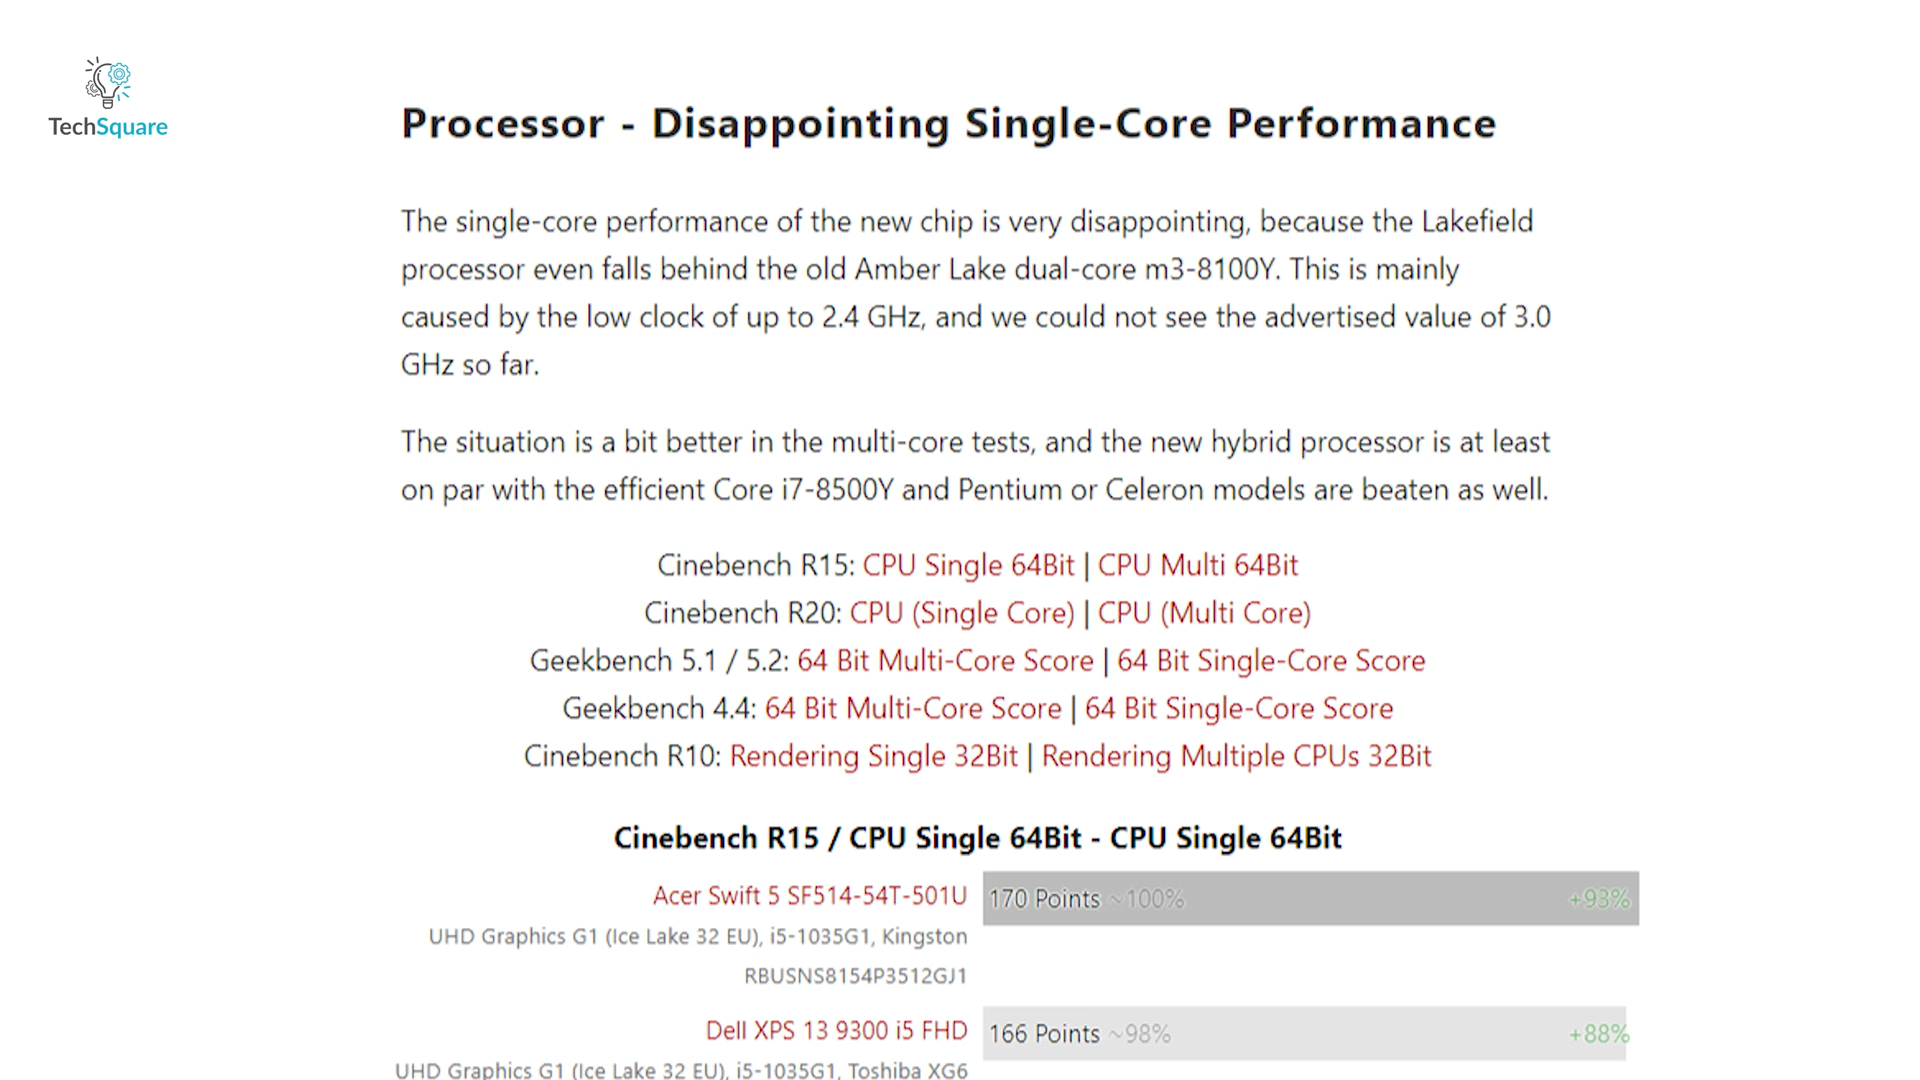 TechSquare
Processor - Disappointing Single-Core Performance
The single-core performance of the new chip is very disappointing, because the Lakefield
processor even falls behind the old Amber Lake dual-core m3-8100Y. This is mainly
caused by the low clock of up to 2.4 GHz, and we could not see the advertised value of 3.0
GHz so far.
The situation is a bit better in the multi-core tests, and the new hybrid processor is at least
on par with the efficient Core i7-8500Y and Pentium or Celeron models are beaten as well.
Cinebench R15: CPU Single 64Bit | CPU Multi 64Bit
Cinebench R20: CPU (Single Core) | CPU (Multi Core)
Geekbench 5.1 / 5.2: 64 Bit Multi-Core Score | 64 Bit Single-Core Score
Geekbench 4.4: 64 Bit Multi-Core Score | 64 Bit Single-Core Score
Cinebench R10: Rendering Single 32Bit | Rendering Multiple CPUs 32Bit
Cinebench R15 / CPU Single 64Bit - CPU Single 64Bit
Acer Swift 5 SF514-54T-501U 170 Points ~100% +93%
UHD Graphics G1 (Ice Lake 32 EU), i5-1035G1, Kingston
RBUSNS8154P3512GJ1
Dell XPS 13 9300 i5 FHD 166 Points ~98% +88%
UHD Graphics G1 (Ice Lake 32 EU), i5-1035G1, Toshiba XG6